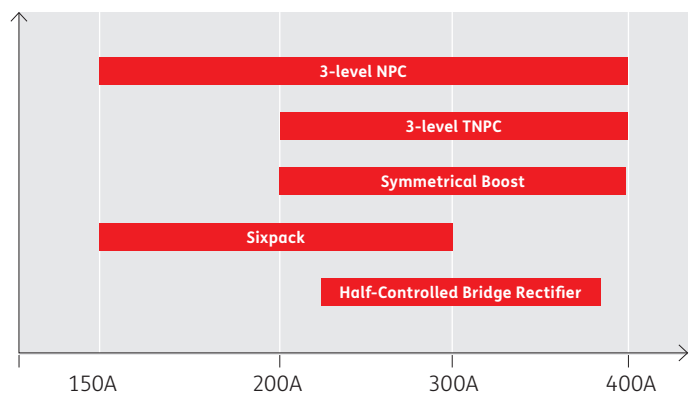 3-level NPC
3-level TNPC
Symmetrical Boost
Sixpack
Half-Controlled Bridge Rectifier
150A 200A 300A 400A